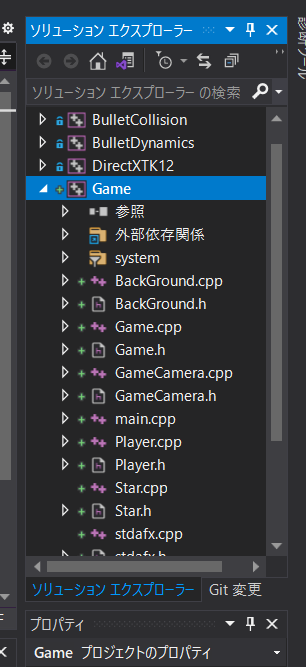 ソリューション エクスプローラー
ソリューション エクスプローラー の検索
BulletCollision
BulletDynamics
DirectXTK12
Game
参照
外部依存関係
system
BackGround.cpp
BackGround.h
Game.cpp
Game.h
GameCamera.cpp
GameCamera.h
main.cpp
Player.cpp
Player.h
Star.cpp
Star.h
stdafx.cpp
stdafx.h
ソリューション エクスプローラー Git 変更
プロパティ
Game プロジェクトのプロパティ
診断ツール